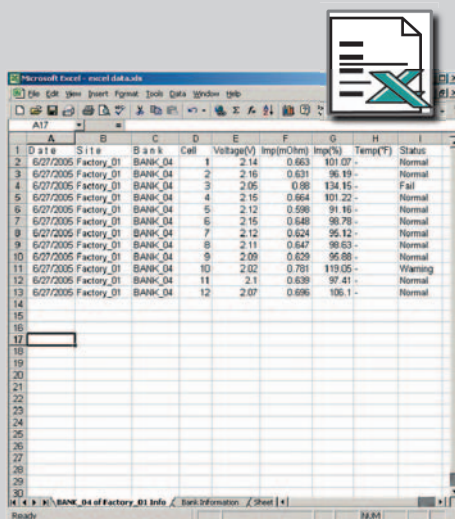 Microsoft Excel - excel data.xls
File Edit View Insert Format Tools Data Window Help
A17 =
A B C D E F G H I
1 Date Site Bank Cell Voltage(V) Imp(mOhm) Imp(%) Temp(°F) Status
2 6/27/2005 Factory_01 BANK_04 1 2.14 0.663 101.07 - Normal
3 6/27/2005 Factory_01 BANK_04 2 2.16 0.631 96.19 - Normal
4 6/27/2005 Factory_01 BANK_04 3 2.05 0.88 134.15 - Fail
5 6/27/2005 Factory_01 BANK_04 4 2.15 0.664 101.22 - Normal
6 6/27/2005 Factory_01 BANK_04 5 2.12 0.598 91.16 - Normal
7 6/27/2005 Factory_01 BANK_04 6 2.15 0.648 98.78 - Normal
8 6/27/2005 Factory_01 BANK_04 7 2.12 0.624 95.12 - Normal
9 6/27/2005 Factory_01 BANK_04 8 2.11 0.647 98.63 - Normal
10 6/27/2005 Factory_01 BANK_04 9 2.09 0.629 95.88 - Normal
11 6/27/2005 Factory_01 BANK_04 10 2.02 0.781 119.05 - Warning
12 6/27/2005 Factory_01 BANK_04 11 2.1 0.639 97.41 - Normal
13 6/27/2005 Factory_01 BANK_04 12 2.07 0.696 106.1 - Normal
14
15
16
17
18
19
20
21
22
23
24
25
26
27
28
29
30
BANK_04 of Factory_01 Info Bank Information Sheet
Ready NUM